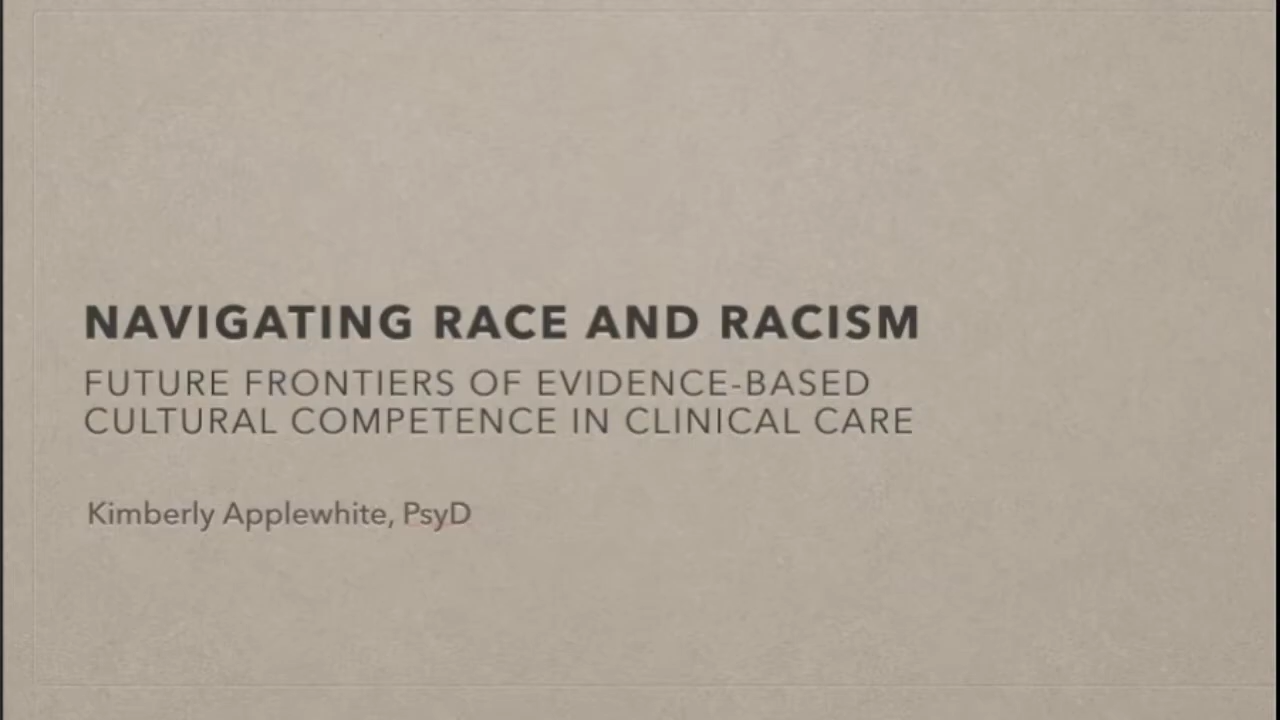 NAVIGATING RACE AND RACISM
FUTURE FRONTIERS OF EVIDENCE-BASED
CULTURAL COMPETENCE IN CLINICAL CARE
Kimberly Applewhite, PsyD